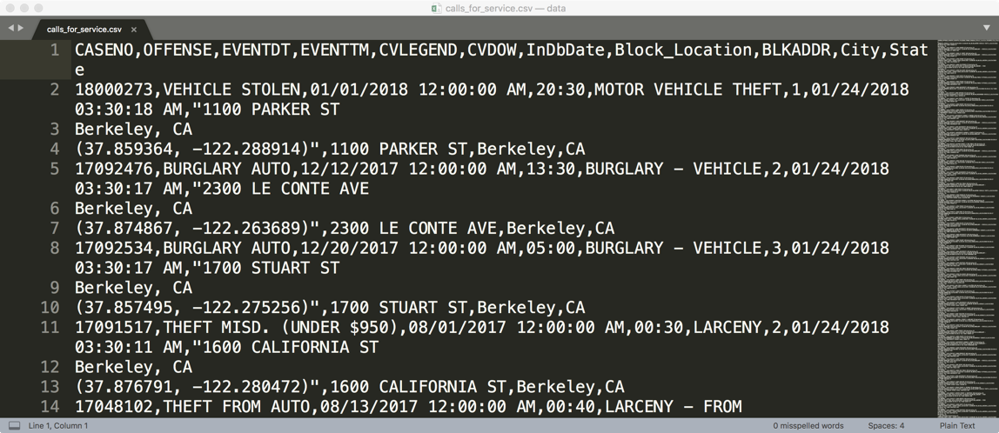 calls_for_service.csv — data
calls_for_service.csv ×
1 CASENO,OFFENSE,EVENTDT,EVENTTM,CVLEGEND,CVDOW,InDbDate,Block_Location,BLKADDR,City,Stat
e
2 18000273,VEHICLE STOLEN,01/01/2018 12:00:00 AM,20:30,MOTOR VEHICLE THEFT,1,01/24/2018
03:30:18 AM,"1100 PARKER ST
3 Berkeley, CA
4 (37.859364, -122.288914)",1100 PARKER ST,Berkeley,CA
5 17092476,BURGLARY AUTO,12/12/2017 12:00:00 AM,13:30,BURGLARY - VEHICLE,2,01/24/2018
03:30:17 AM,"2300 LE CONTE AVE
6 Berkeley, CA
7 (37.874867, -122.263689)",2300 LE CONTE AVE,Berkeley,CA
8 17092534,BURGLARY AUTO,12/20/2017 12:00:00 AM,05:00,BURGLARY - VEHICLE,3,01/24/2018
03:30:17 AM,"1700 STUART ST
9 Berkeley, CA
10 (37.857495, -122.275256)",1700 STUART ST,Berkeley,CA
11 17091517,THEFT MISD. (UNDER $950),08/01/2017 12:00:00 AM,00:30,LARCENY,2,01/24/2018
03:30:11 AM,"1600 CALIFORNIA ST
12 Berkeley, CA
13 (37.876791, -122.280472)",1600 CALIFORNIA ST,Berkeley,CA
14 17048102,THEFT FROM AUTO,08/13/2017 12:00:00 AM,00:40,LARCENY - FROM
Line 1, Column 1 0 misspelled words Spaces: 4 Plain Text